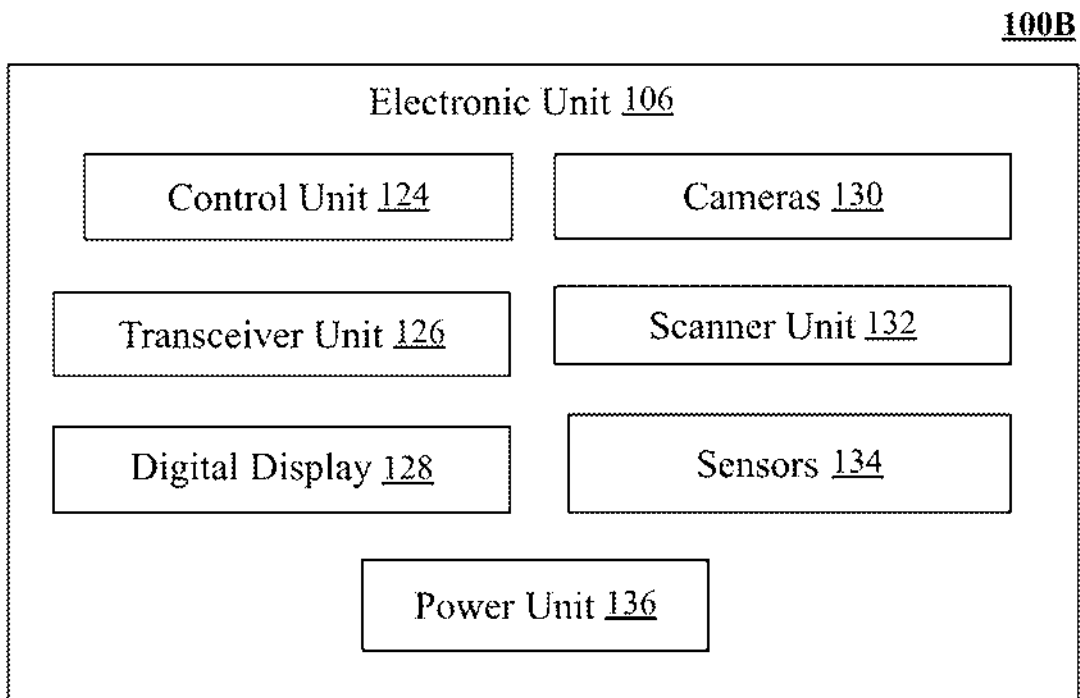 100B
Electronic Unit 106
Control Unit 124
Cameras 130
Transceiver Unit 126
Scanner Unit 132
Digital Display 128
Sensors 134
Power Unit 136